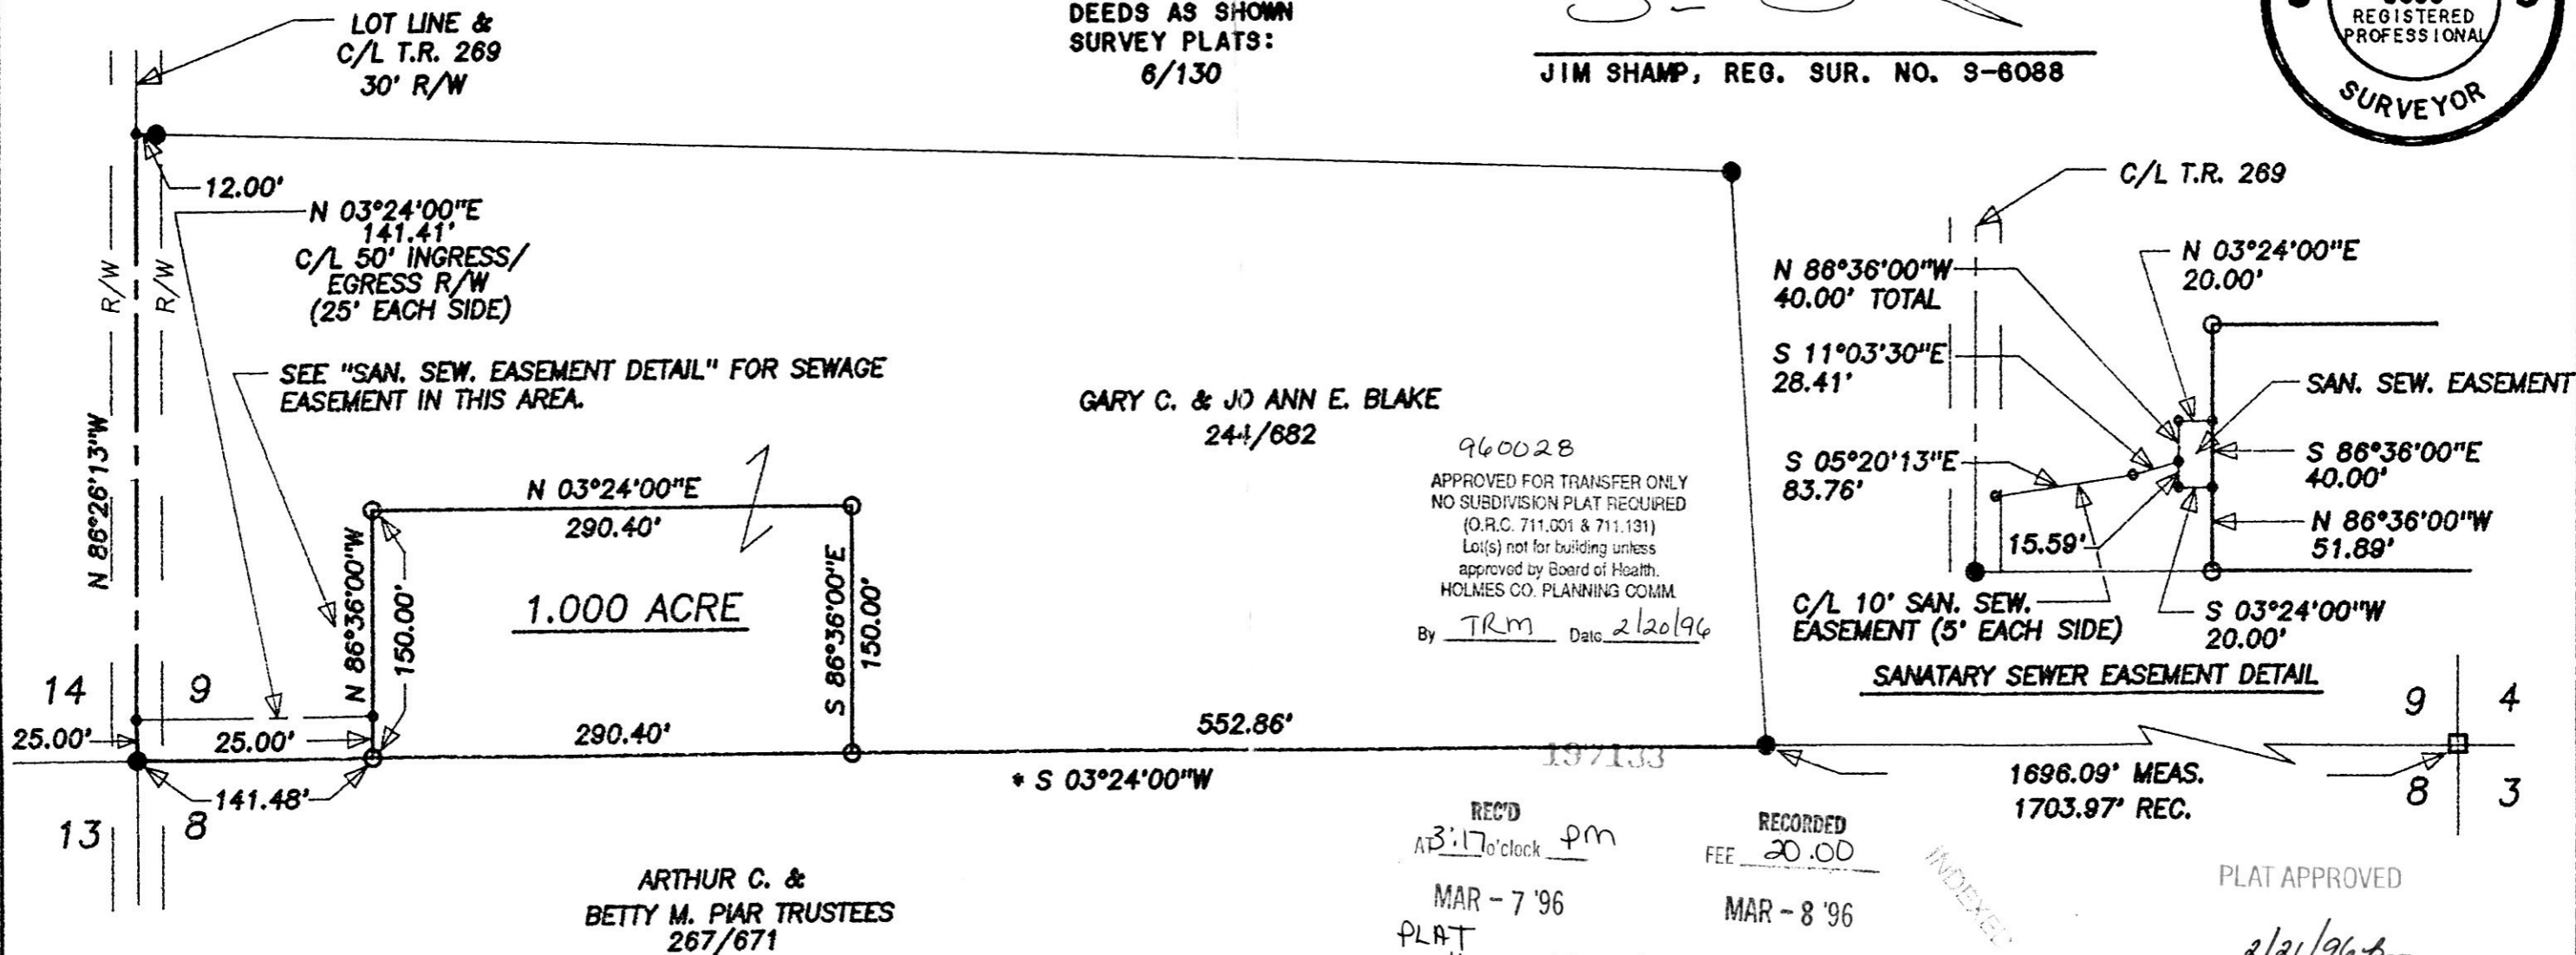 LOT LINE &
C/L T.R. 269
30' R/W
DEEDS AS SHOWN
SURVEY PLATS:
6/130
JIM SHAMP, REG. SUR. NO. S-6088
REGISTERED
PROFESSIONAL
SURVEYOR
12.00'
N 03°24'00"E
141.41'
C/L 50' INGRESS/
EGRESS R/W
(25' EACH SIDE)
R/W
R/W
N 86°26'13"W
SEE "SAN. SEW. EASEMENT DETAIL" FOR SEWAGE
EASEMENT IN THIS AREA.
GARY C. & JO ANN E. BLAKE
244/682
N 03°24'00"E
290.40'
N 86°36'00"W
150.00'
1.000 ACRE
S 86°36'00"E
150.00'
960028
APPROVED FOR TRANSFER ONLY
NO SUBDIVISION PLAT REQUIRED
(O.R.C. 711.001 & 711.131)
Lot(s) not for building unless
approved by Board of Health.
HOLMES CO. PLANNING COMM.
By TRM Date 2/20/96
C/L T.R. 269
N 86°36'00"W
40.00' TOTAL
N 03°24'00"E
20.00'
S 11°03'30"E
28.41'
SAN. SEW. EASEMENT
S 05°20'13"E
83.76'
S 86°36'00"E
40.00'
15.59'
N 86°36'00"W
51.89'
C/L 10' SAN. SEW.
EASEMENT (5' EACH SIDE)
S 03°24'00"W
20.00'
SANATARY SEWER EASEMENT DETAIL
14
9
25.00'
25.00'
290.40'
552.86'
9
4
141.48'
* S 03°24'00"W
197133
1696.09' MEAS.
1703.97' REC.
8
3
13
8
ARTHUR C. &
BETTY M. PIAR TRUSTEES
267/671
REC'D
AT 3:17 o'clock PM
MAR - 7 '96
PLAT
RECORDED
FEE 20.00
MAR - 8 '96
INDEXED
PLAT APPROVED
2/21/96